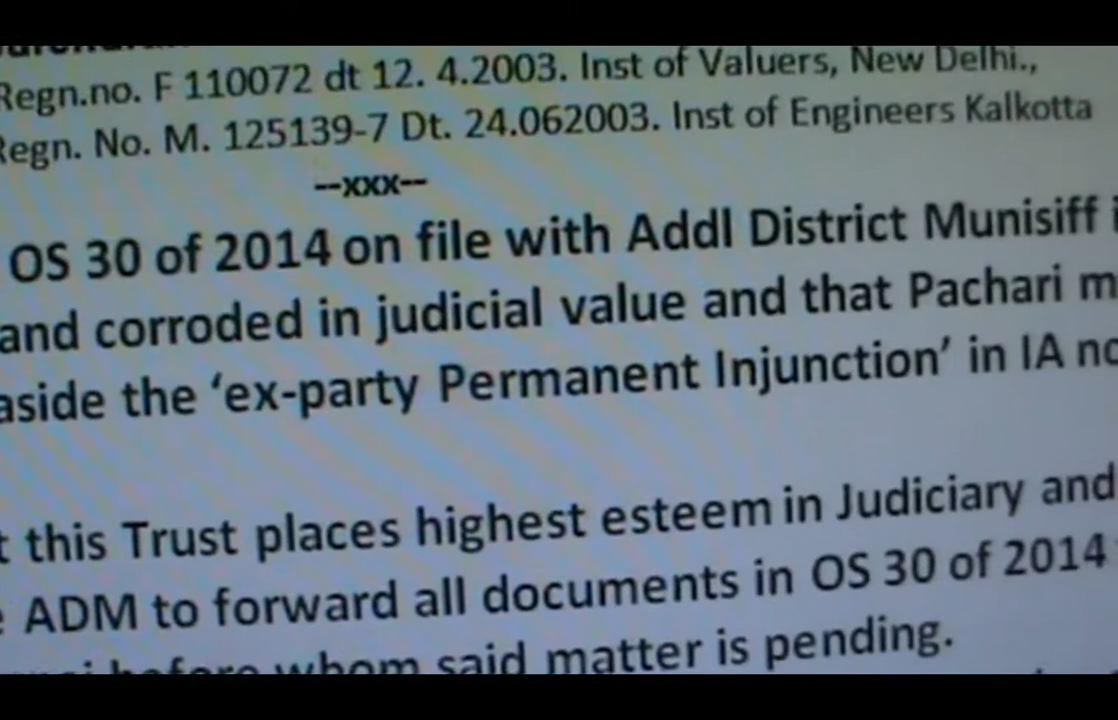 Regn.no. F 110072 dt 12. 4.2003. Inst of Valuers, New Delhi.,
Regn. No. M. 125139-7 Dt. 24.062003. Inst of Engineers Kalkotta
--xxx--
OS 30 of 2014 on file with Addl District Munisiff
and corroded in judicial value and that Pachari
aside the ‘ex-party Permanent Injunction’ in IA
this Trust places highest esteem in Judiciary and
ADM to forward all documents in OS 30 of 2014
before whom said matter is pending.